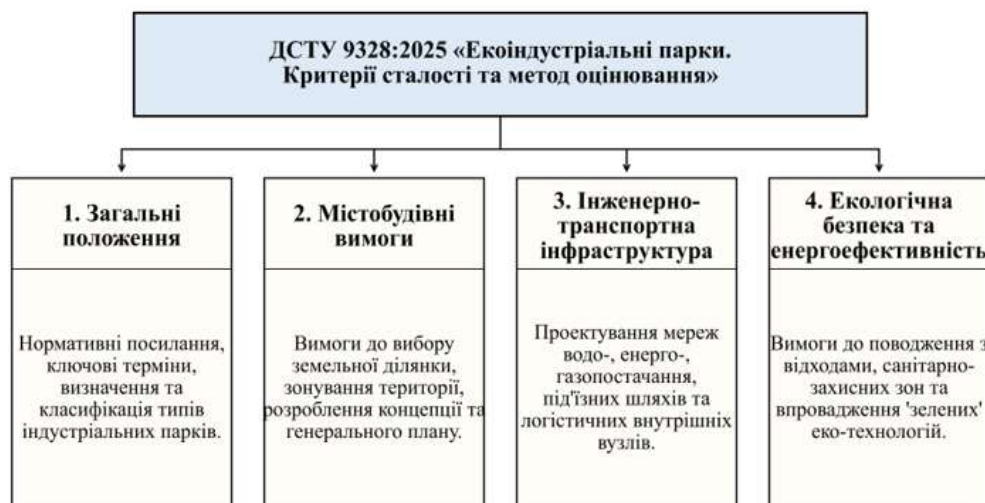 ДСТУ 9328:2025 «Екоіндустріальні парки.
Критерії сталості та метод оцінювання»
1. Загальні
положення
Нормативні посилання,
ключові терміни,
визначення та
класифікація типів
індустріальних парків.
2. Містобудівні
вимоги
Вимоги до вибору
земельної ділянки,
зонування території,
розроблення концепції та
генерального плану.
3. Інженерно-
транспортна
інфраструктура
Проектування мереж
водо-, енерго-,
газопостачання,
під'їзних шляхів та
логістичних внутрішніх
вузлів.
4. Екологічна
безпека та
енергоефективність
Вимоги до поводження з
відходами, санітарно-
захисних зон та
впровадження 'зелених'
еко-технологій.